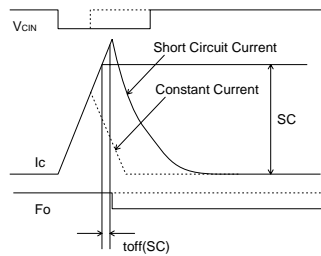 VCIN
Short Circuit Current
Constant Current
SC
Ic
Fo
toff(SC)